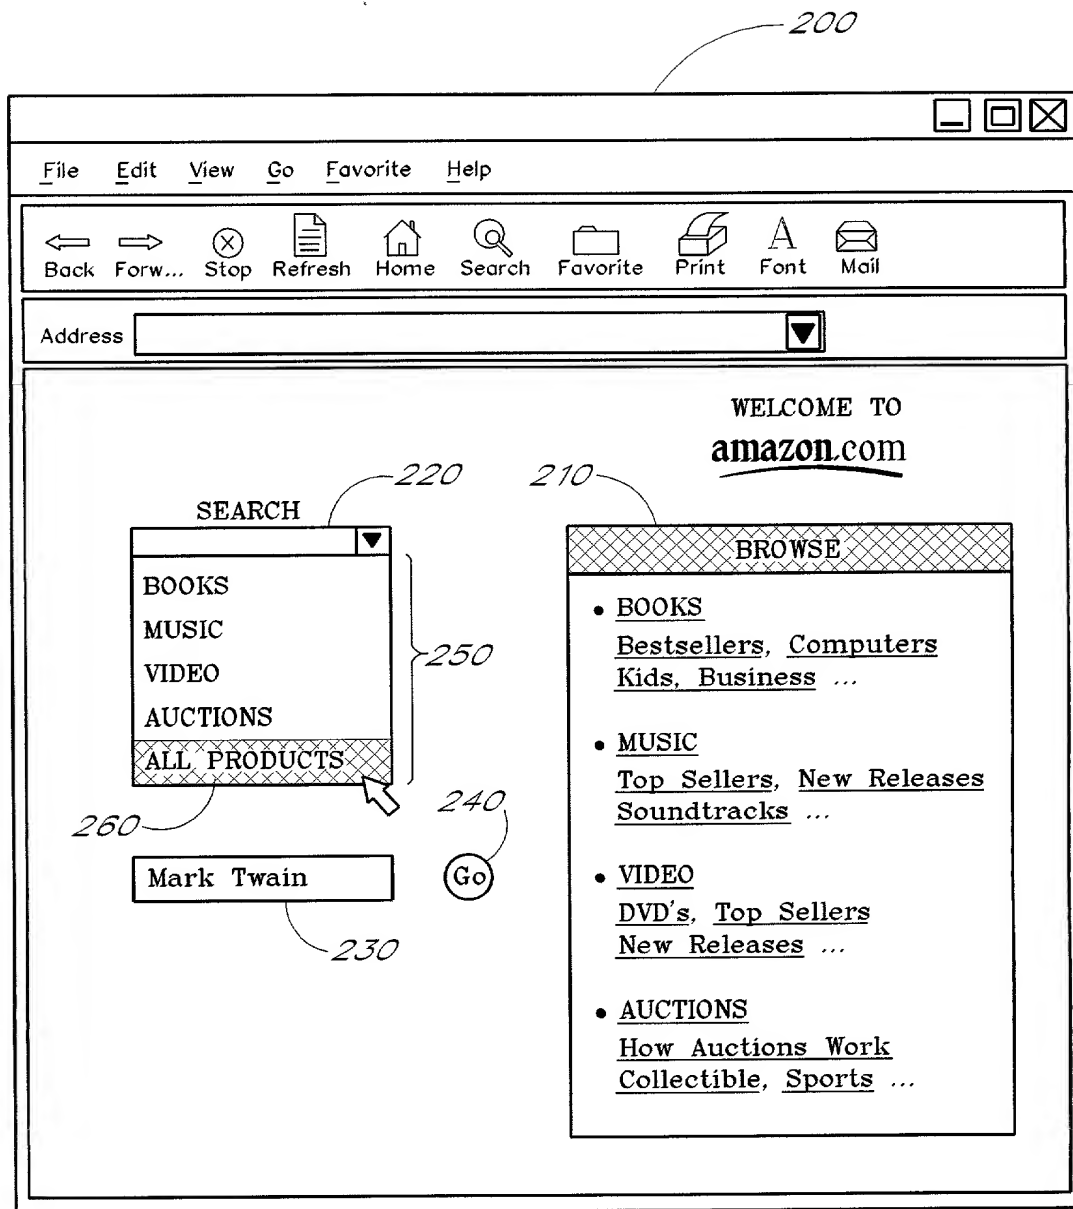 200
File Edit View Go Favorite Help
Back Forw... Stop Refresh Home Search Favorite Print Font Mail
Address
WELCOME TO
amazon.com
220
210
SEARCH
BROWSE
BOOKS
MUSIC
VIDEO
AUCTIONS
ALL PRODUCTS
250
260
240
Mark Twain
Go
230
• BOOKS
Bestsellers, Computers
Kids, Business ...
• MUSIC
Top Sellers, New Releases
Soundtracks ...
• VIDEO
DVD's, Top Sellers
New Releases ...
• AUCTIONS
How Auctions Work
Collectible, Sports ...